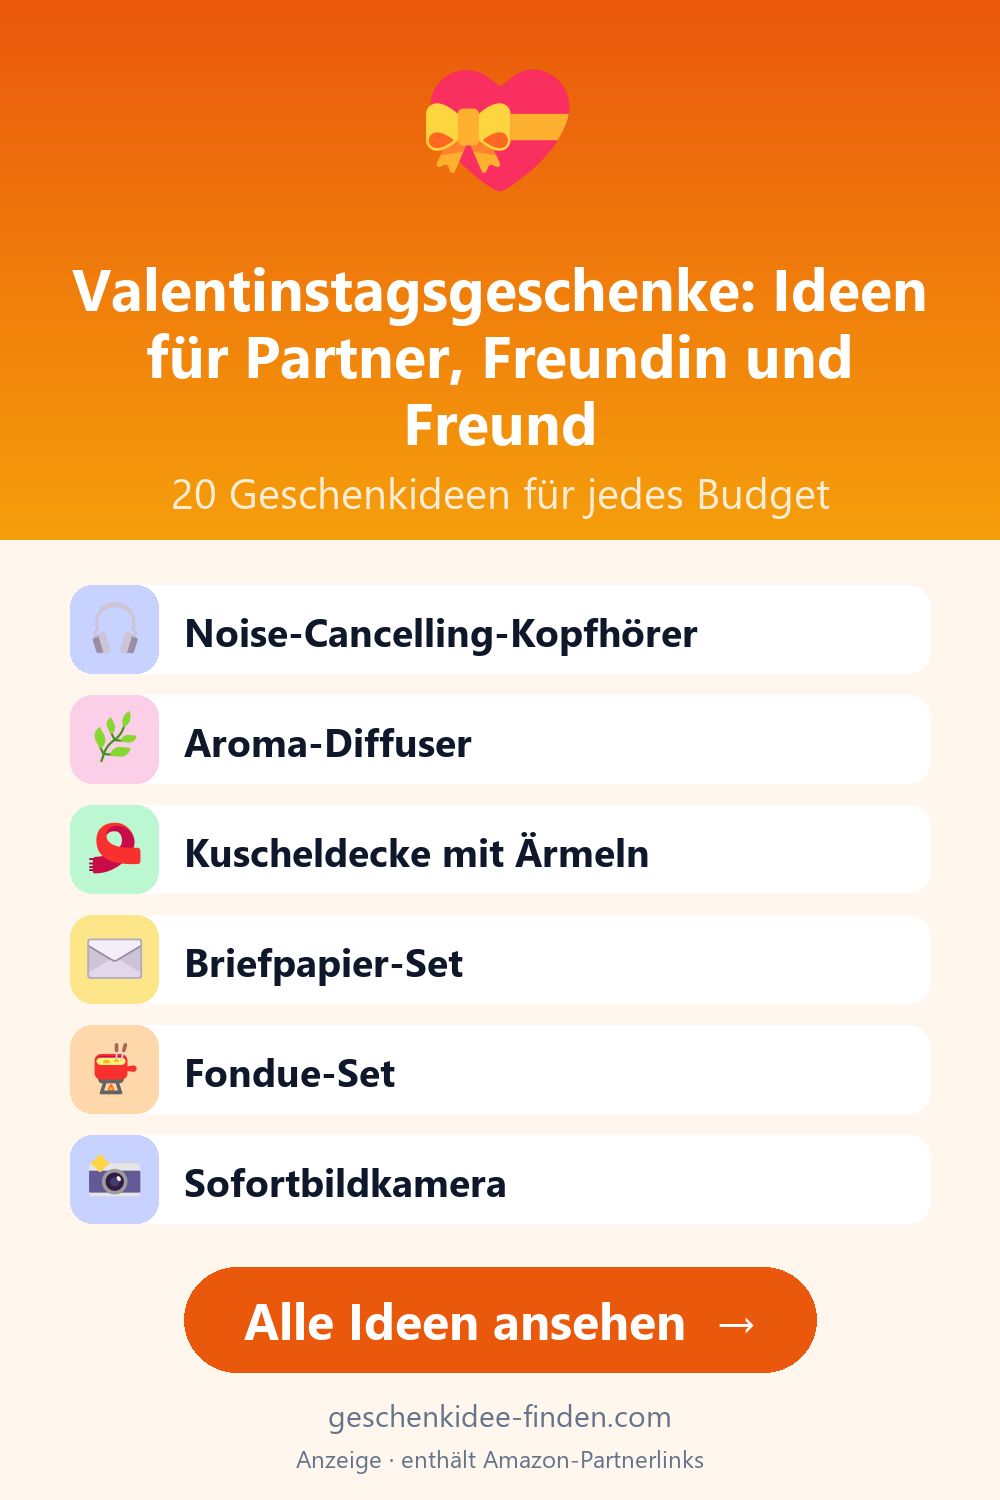 Valentinstagsgeschenke: Ideen
für Partner, Freundin und
Freund
20 Geschenkideen für jedes Budget
Noise-Cancelling-Kopfhörer
Aroma-Diffuser
Kuscheldecke mit Ärmeln
Briefpapier-Set
Fondue-Set
Sofortbildkamera
Alle Ideen ansehen →
geschenkidee-finden.com
Anzeige · enthält Amazon-Partnerlinks